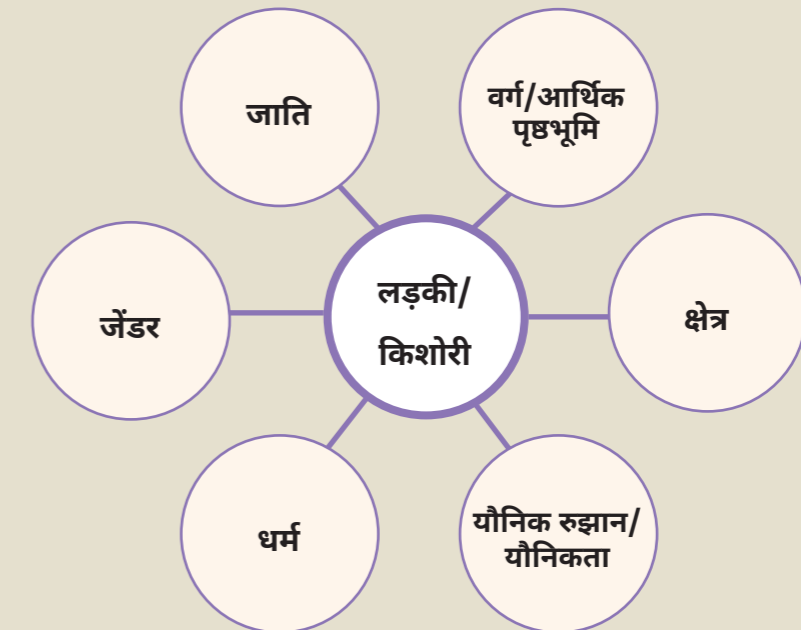 जाति
वर्ग/आर्थिक
पृष्ठभूमि
जेंडर
लड़की/
किशोरी
क्षेत्र
धर्म
यौनिक रुझान/
यौनिकता